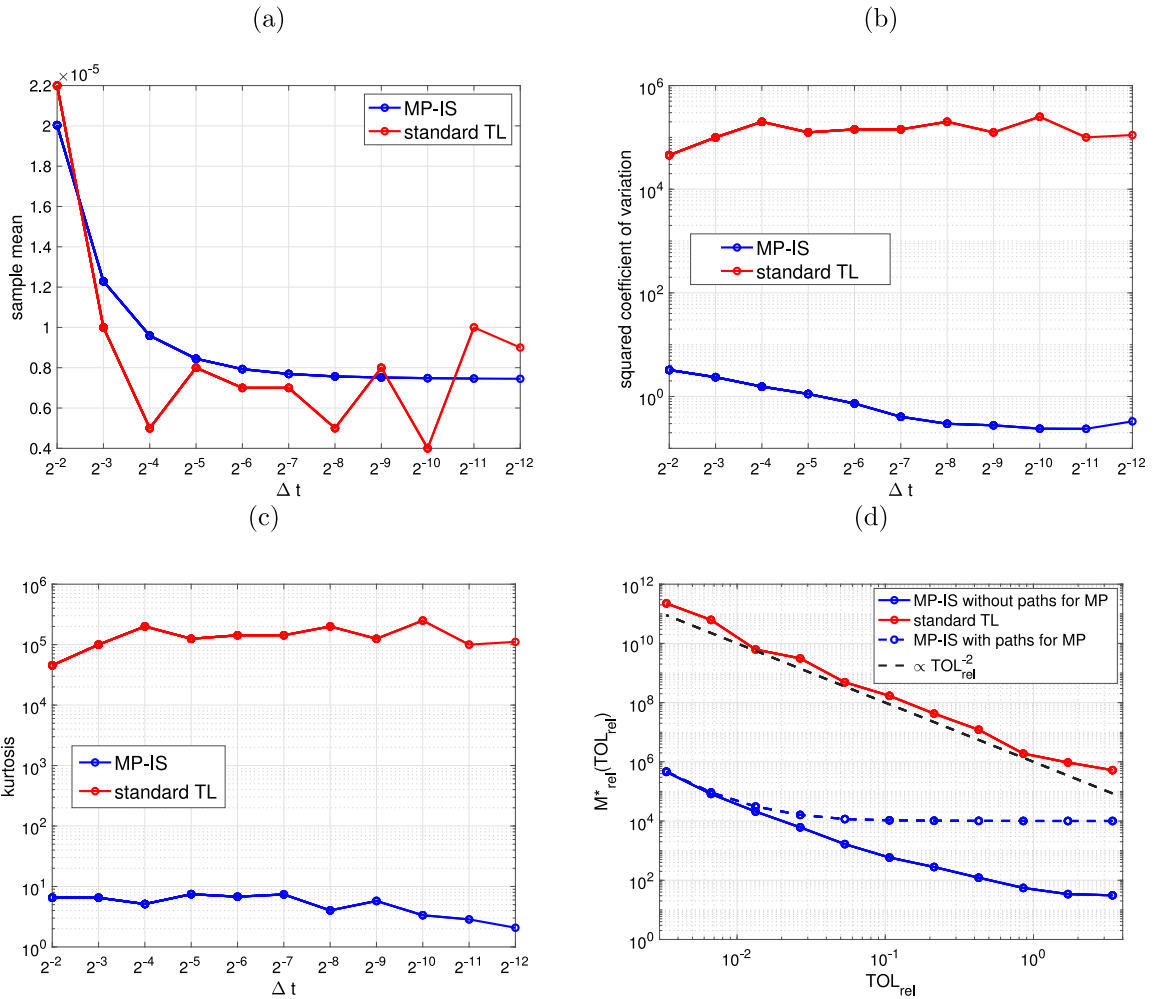 (a)
×10⁻⁵
2.2
2
1.8
1.6
1.4
1.2
1
0.8
0.6
0.4
sample mean
MP-IS
standard TL
2⁻² 2⁻³ 2⁻⁴ 2⁻⁵ 2⁻⁶ 2⁻⁷ 2⁻⁸ 2⁻⁹ 2⁻¹⁰ 2⁻¹¹ 2⁻¹²
Δ t
(b)
10⁶
10⁴
10²
10⁰
squared coefficient of variation
MP-IS
standard TL
2⁻² 2⁻³ 2⁻⁴ 2⁻⁵ 2⁻⁶ 2⁻⁷ 2⁻⁸ 2⁻⁹ 2⁻¹⁰ 2⁻¹¹ 2⁻¹²
Δ t
(c)
10⁶
10⁵
10⁴
10³
10²
10¹
10⁰
kurtosis
MP-IS
standard TL
2⁻² 2⁻³ 2⁻⁴ 2⁻⁵ 2⁻⁶ 2⁻⁷ 2⁻⁸ 2⁻⁹ 2⁻¹⁰ 2⁻¹¹ 2⁻¹²
Δ t
(d)
10¹²
10¹⁰
10⁸
10⁶
10⁴
10²
10⁰
M*_rel(TOL_rel)
MP-IS without paths for MP
standard TL
MP-IS with paths for MP
∝ TOL_rel⁻²
10⁻² 10⁻¹ 10⁰
TOL_rel